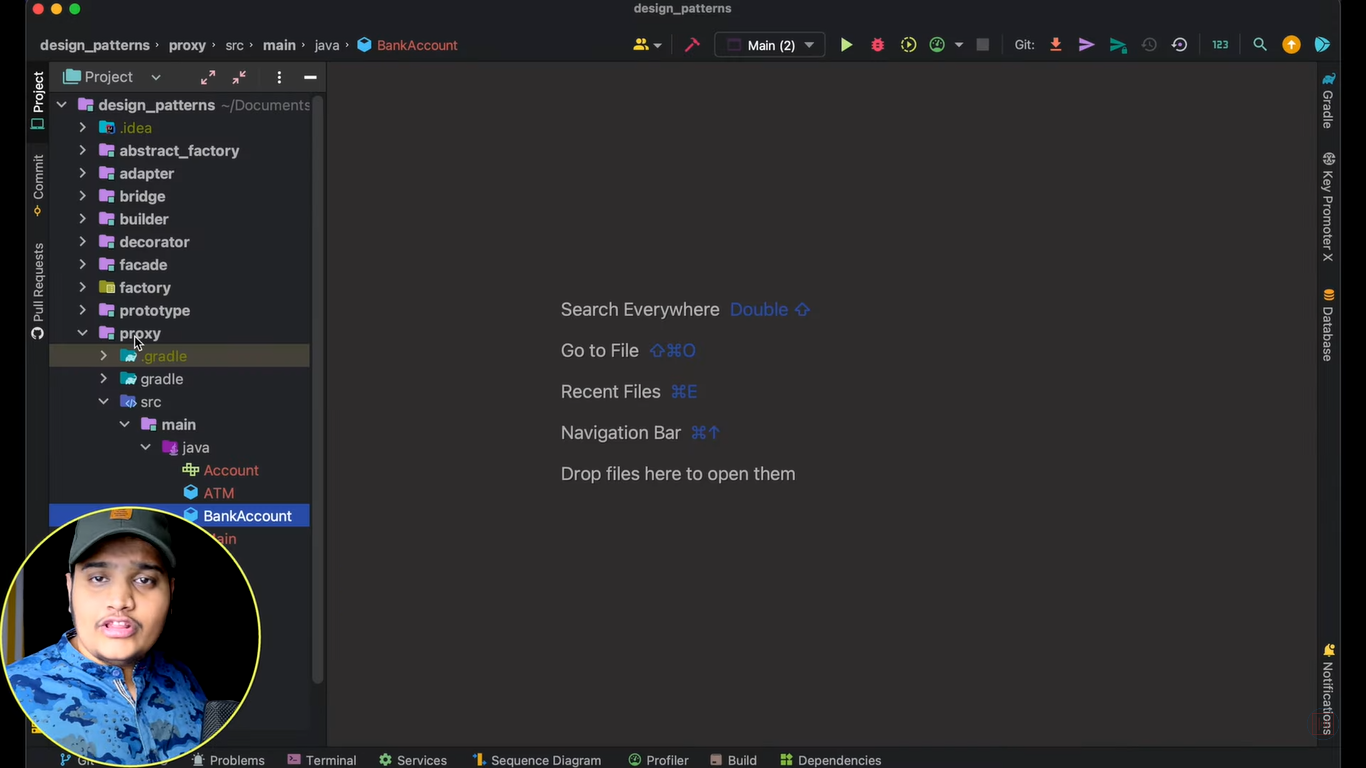 design_patterns
design_patterns › proxy › src › main › java › BankAccount
Main (2)
Git:
123
Project
design_patterns ~/Documents
.idea
abstract_factory
adapter
bridge
builder
decorator
facade
factory
prototype
proxy
.gradle
gradle
src
main
java
Account
ATM
BankAccount
Project
Commit
Pull Requests
Search Everywhere Double ⇧
Go to File ⇧⌘O
Recent Files ⌘E
Navigation Bar ⌘↑
Drop files here to open them
Gradle
Key Promoter X
Database
Notifications
Problems
Terminal
Services
Sequence Diagram
Profiler
Build
Dependencies